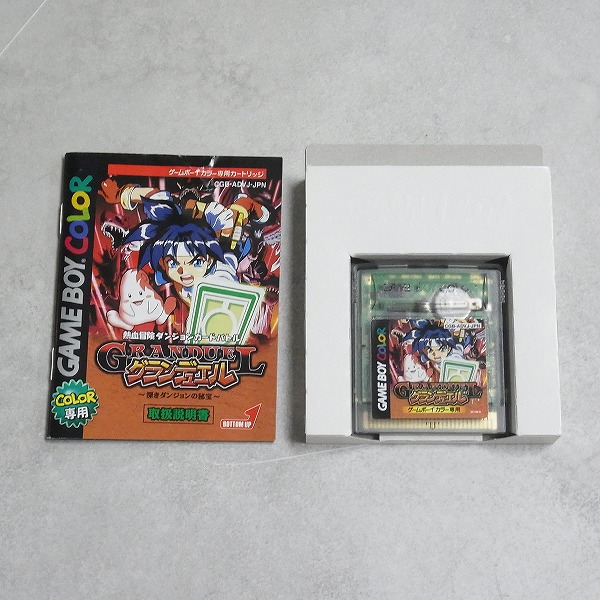 GAME BOY COLOR
ゲームボーイカラー専用カートリッジ
CGB-ADVJ-JPN
熱血冒険ダンジョンカードバトル
GRANDUEL
グランデュエル
～深きダンジョンの秘宝～
COLOR
専用
取扱説明書
BOTTOM UP
GAME BOY COLOR
CGB-ADVJ-JPN
GAME BOY COLOR
GRANDUEL
グランデュエル
ゲームボーイカラー専用